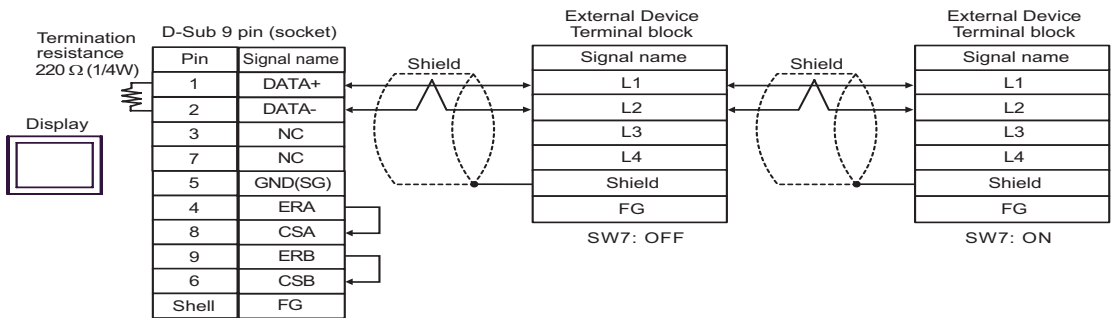 Termination
resistance
220 Ω (1/4W)
Display
D-Sub 9 pin (socket)
Pin Signal name
1 DATA+
2 DATA-
3 NC
7 NC
5 GND(SG)
4 ERA
8 CSA
9 ERB
6 CSB
Shell FG
Shield
External Device
Terminal block
Signal name
L1
L2
L3
L4
Shield
FG
SW7: OFF
Shield
External Device
Terminal block
Signal name
L1
L2
L3
L4
Shield
FG
SW7: ON